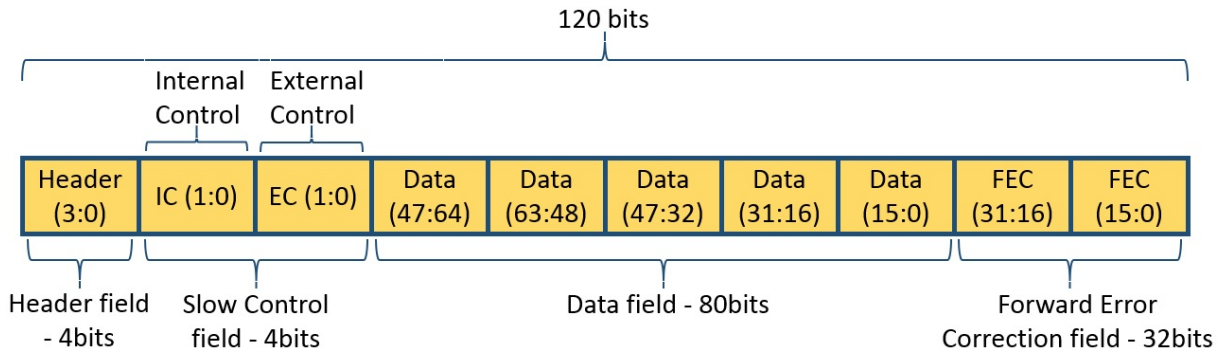 120 bits
Internal
Control
External
Control
Header
(3:0)
IC (1:0)
EC (1:0)
Data
(47:64)
Data
(63:48)
Data
(47:32)
Data
(31:16)
Data
(15:0)
FEC
(31:16)
FEC
(15:0)
Header field
- 4bits
Slow Control
field - 4bits
Data field - 80bits
Forward Error
Correction field - 32bits